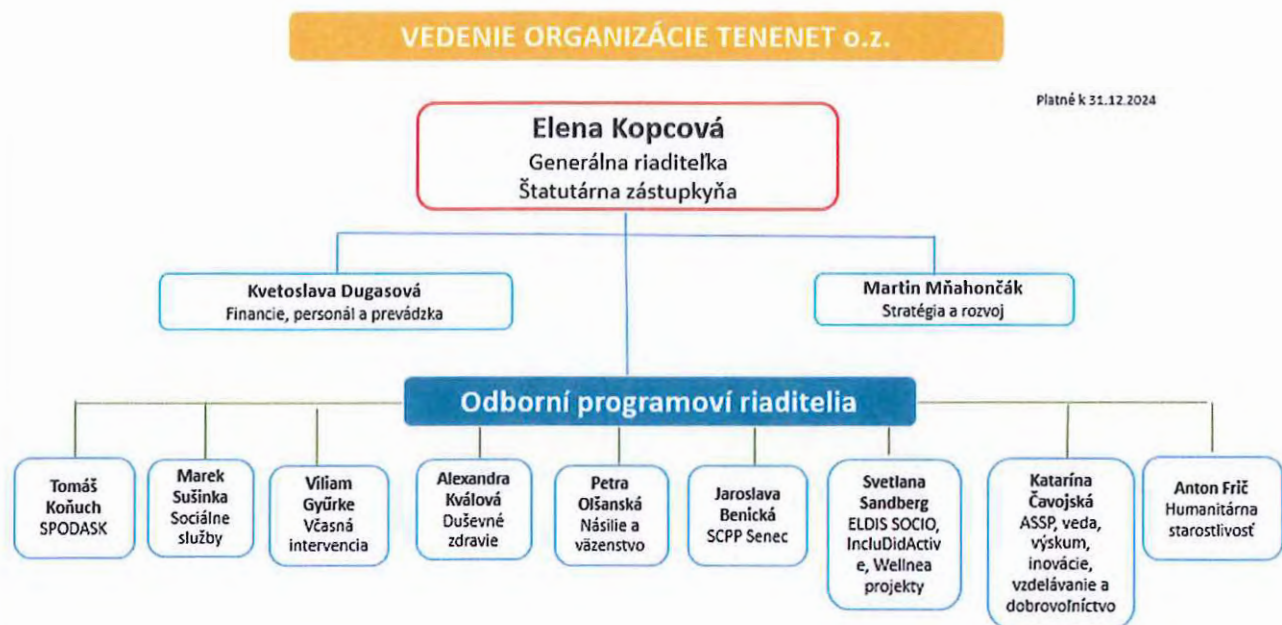 VEDENIE ORGANIZÁCIE TENENET o.z.
Platné k 31.12.2024
Elena Kopcová
Generálna riaditeľka
Štatutárna zástupkyňa
Kvetoslava Dugasová
Financie, personál a prevádzka
Martin Mňahončák
Stratégia a rozvoj
Odborní programoví riaditelia
Tomáš
Koňuch
SPODASK
Marek
Sušinka
Sociálne
služby
Viliam
Gyűrke
Včasná
intervencia
Alexandra
Králová
Duševné
zdravie
Petra
Olšanská
Násilie a
väzenstvo
Jaroslava
Benická
SCPP Senec
Svetlana
Sandberg
ELDIS SOCIO,
IncluDidActiv
e, Wellnea
projekty
Katarína
Čavojská
ASSP, veda,
výskum,
inovácie,
vzdelávanie a
dobrovoľníctvo
Anton Frič
Humanitárna
starostlivosť